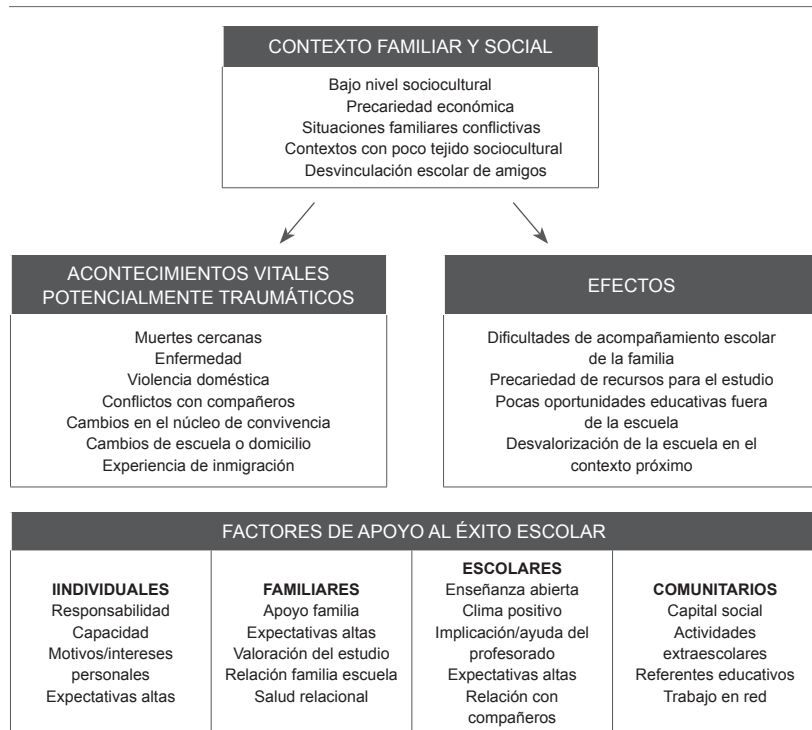 CONTEXTO FAMILIAR Y SOCIAL
Bajo nivel sociocultural
Precariedad económica
Situaciones familiares conflictivas
Contextos con poco tejido sociocultural
Desvinculación escolar de amigos
ACONTECIMIENTOS VITALES
POTENCIALMENTE TRAUMÁTICOS
Muertes cercanas
Enfermedad
Violencia doméstica
Conflictos con compañeros
Cambios en el núcleo de convivencia
Cambios de escuela o domicilio
Experiencia de inmigración
EFECTOS
Dificultades de acompañamiento escolar
de la familia
Precariedad de recursos para el estudio
Pocas oportunidades educativas fuera
de la escuela
Desvalorización de la escuela en el
contexto próximo
FACTORES DE APOYO AL ÉXITO ESCOLAR
IINDIVIDUALES
Responsabilidad
Capacidad
Motivos/intereses
personales
Expectativas altas
FAMILIARES
Apoyo familia
Expectativas altas
Valoración del estudio
Relación familia escuela
Salud relacional
ESCOLARES
Enseñanza abierta
Clima positivo
Implicación/ayuda del
profesorado
Expectativas altas
Relación con
compañeros
COMUNITARIOS
Capital social
Actividades
extraescolares
Referentes educativos
Trabajo en red